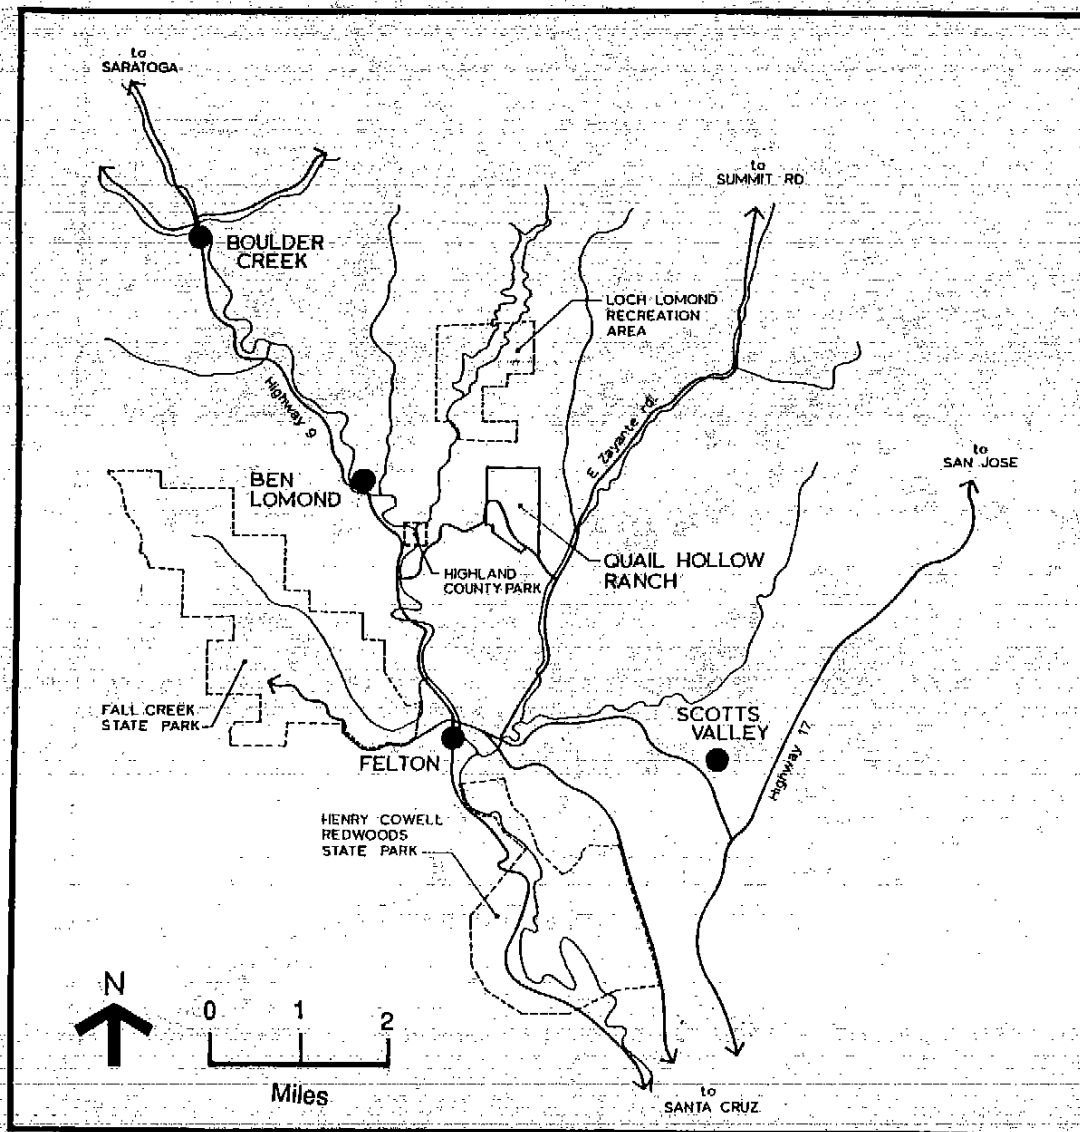 to
SARATOGA
to
SUMMIT RD.
BOULDER
CREEK
LOCH LOMOND
RECREATION
AREA
Highway 9
E. Zayante rd.
to
SAN JOSE
BEN
LOMOND
QUAIL HOLLOW
RANCH
HIGHLAND
COUNTY PARK
FALL CREEK
STATE PARK
SCOTTS
VALLEY
FELTON
Highway 17
HENRY COWELL
REDWOODS
STATE PARK
N
0 1 2
Miles
to
SANTA CRUZ